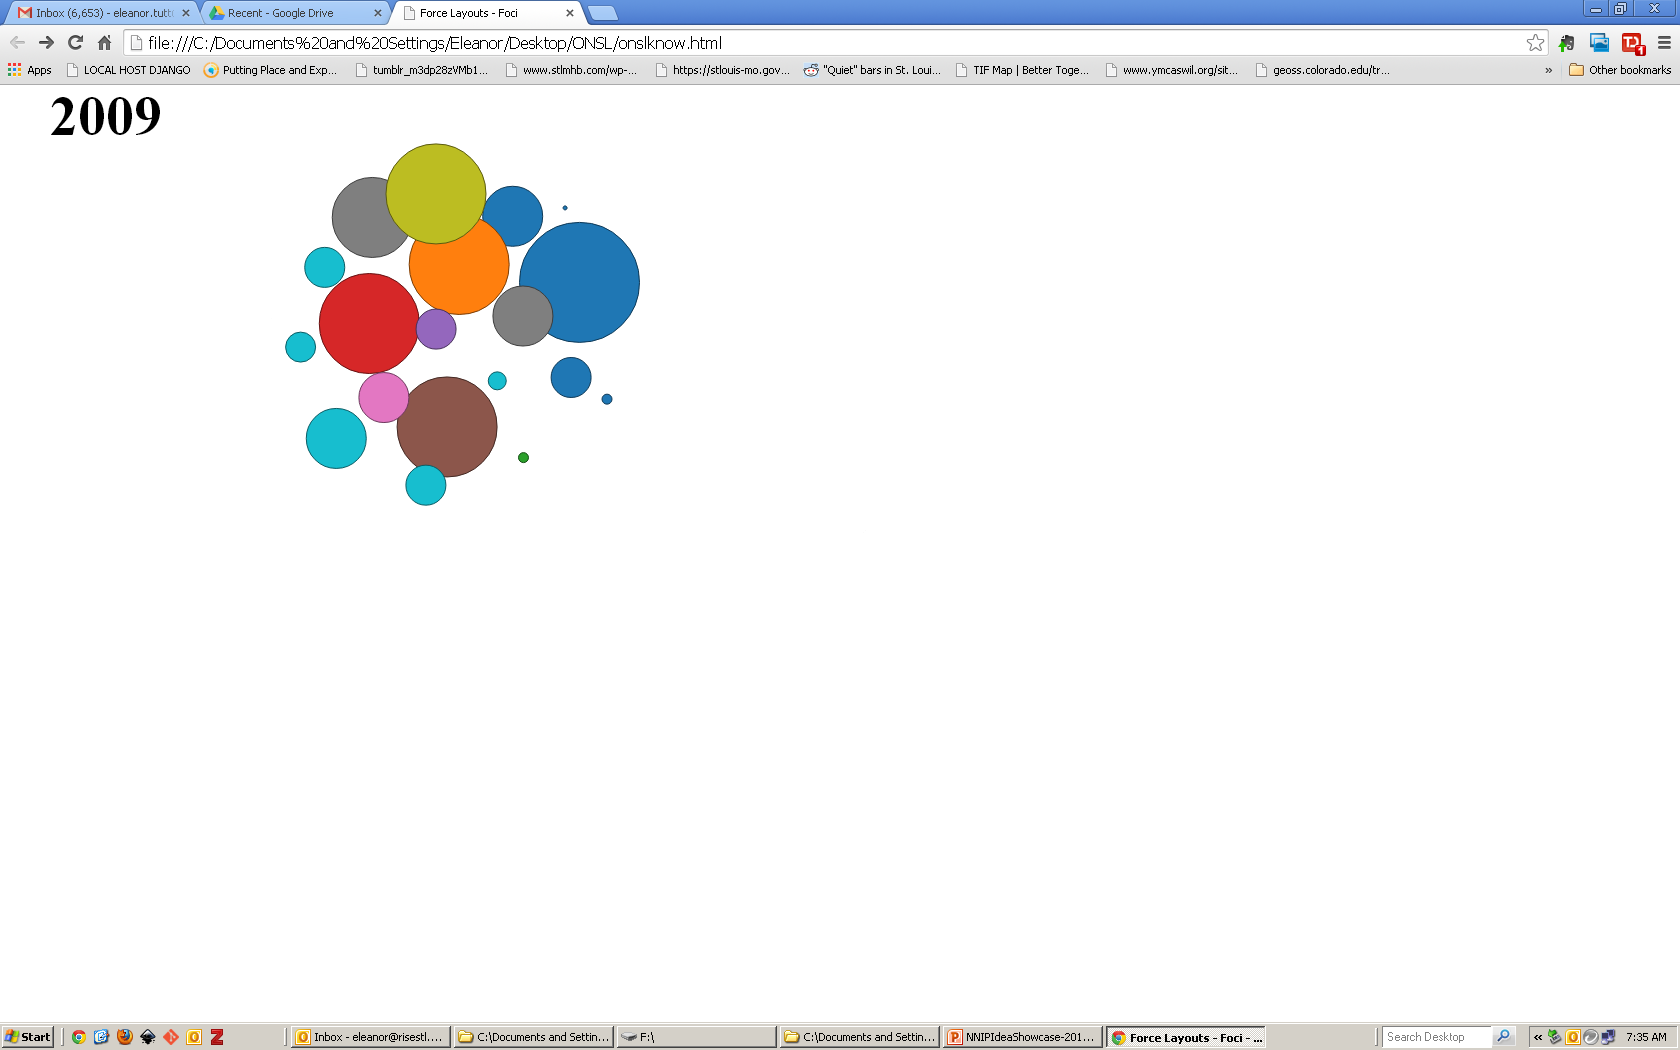 Inbox (6,653) - eleanor.tutt
Recent - Google Drive
Force Layouts - Foci
file:///C:/Documents%20and%20Settings/Eleanor/Desktop/ONSL/onslknow.html
TD 1
Apps LOCAL HOST DJANGO Putting Place and Exp... tumblr_m3dp28zVMb1... www.stlmhb.com/wp-... https://stlouis-mo.gov... "Quiet" bars in St. Loui... TIF Map | Better Toge... www.ymcaswil.org/sit... geoss.colorado.edu/tr... » Other bookmarks
2009
Start Inbox - eleanor@risestl.... C:\Documents and Settin... F:\ C:\Documents and Settin... NNIPIdeaShowcase-201... Force Layouts - Foci - ... Search Desktop « 7:35 AM